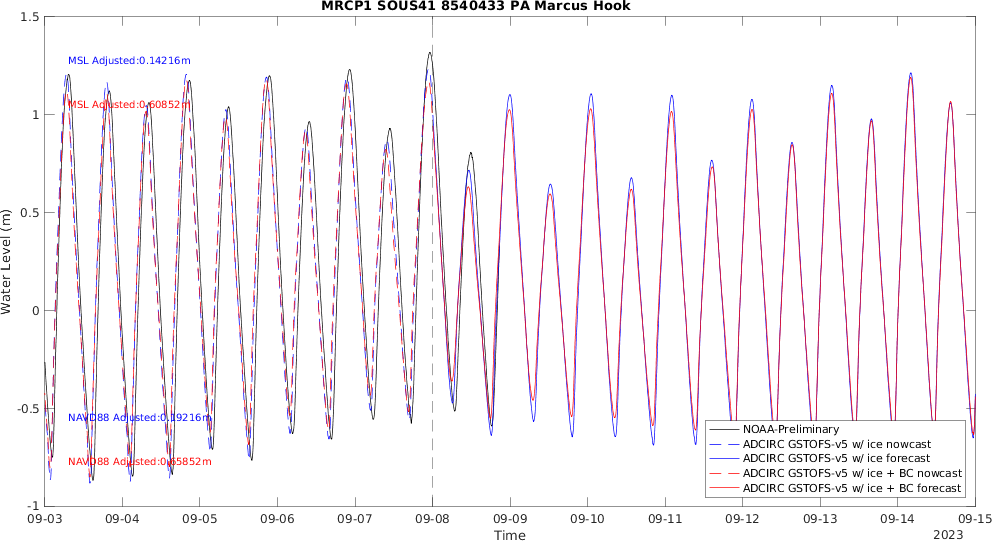 MRCP1 SOUS41 8540433 PA Marcus Hook
1.5
1
0.5
0
-0.5
-1
Water Level (m)
MSL Adjusted:0.14216m
MSL Adjusted:0.60852m
NAVD88 Adjusted:0.19216m
NAVD88 Adjusted:0.65852m
NOAA-Preliminary
ADCIRC GSTOFS-v5 w/ ice nowcast
ADCIRC GSTOFS-v5 w/ ice forecast
ADCIRC GSTOFS-v5 w/ ice + BC nowcast
ADCIRC GSTOFS-v5 w/ ice + BC forecast
09-03 09-04 09-05 09-06 09-07 09-08 09-09 09-10 09-11 09-12 09-13 09-14 09-15
Time
2023